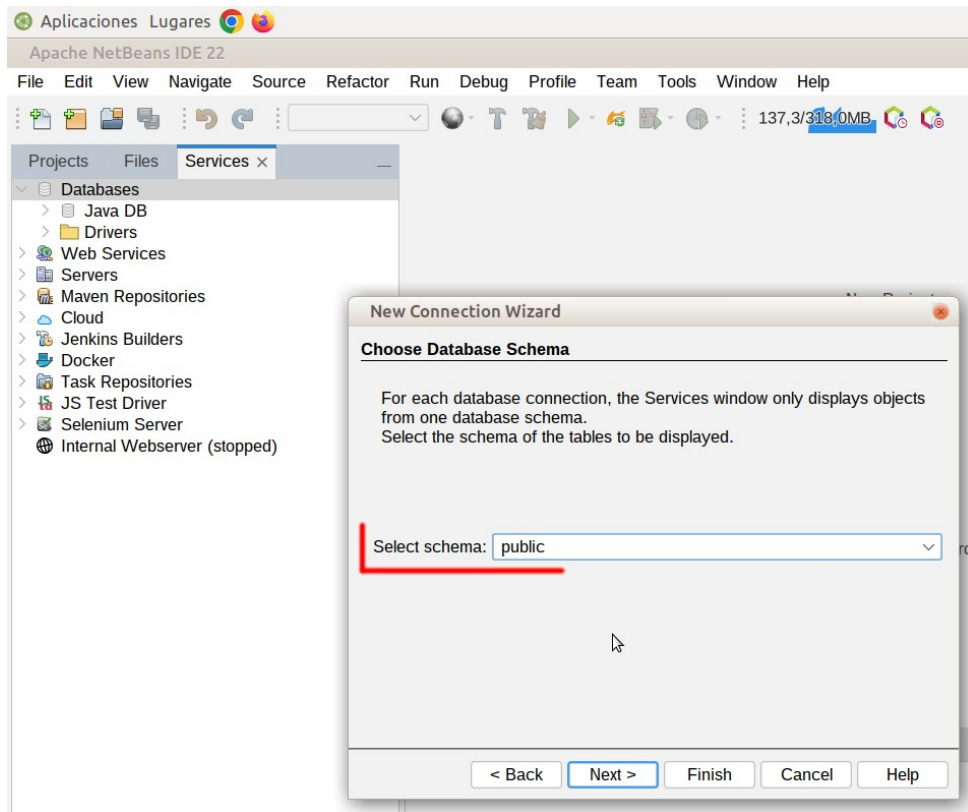 Aplicaciones Lugares
Apache NetBeans IDE 22
File Edit View Navigate Source Refactor Run Debug Profile Team Tools Window Help
137,3/318,0MB
Projects Files Services
Databases
Java DB
Drivers
Web Services
Servers
Maven Repositories
Cloud
Jenkins Builders
Docker
Task Repositories
JS Test Driver
Selenium Server
Internal Webserver (stopped)
New Connection Wizard
Choose Database Schema
For each database connection, the Services window only displays objects
from one database schema.
Select the schema of the tables to be displayed.
Select schema: public
< Back Next > Finish Cancel Help